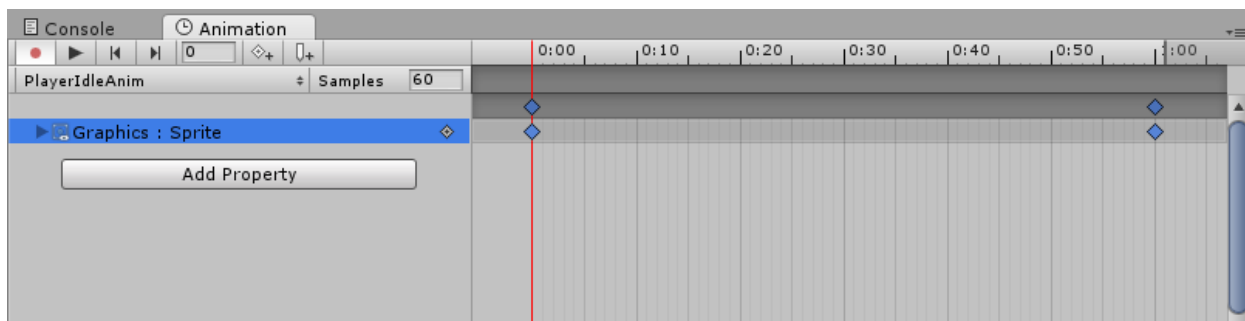 Console Animation
0 0:00 0:10 0:20 0:30 0:40 0:50 1:00
PlayerIdleAnim Samples 60
Graphics : Sprite
Add Property